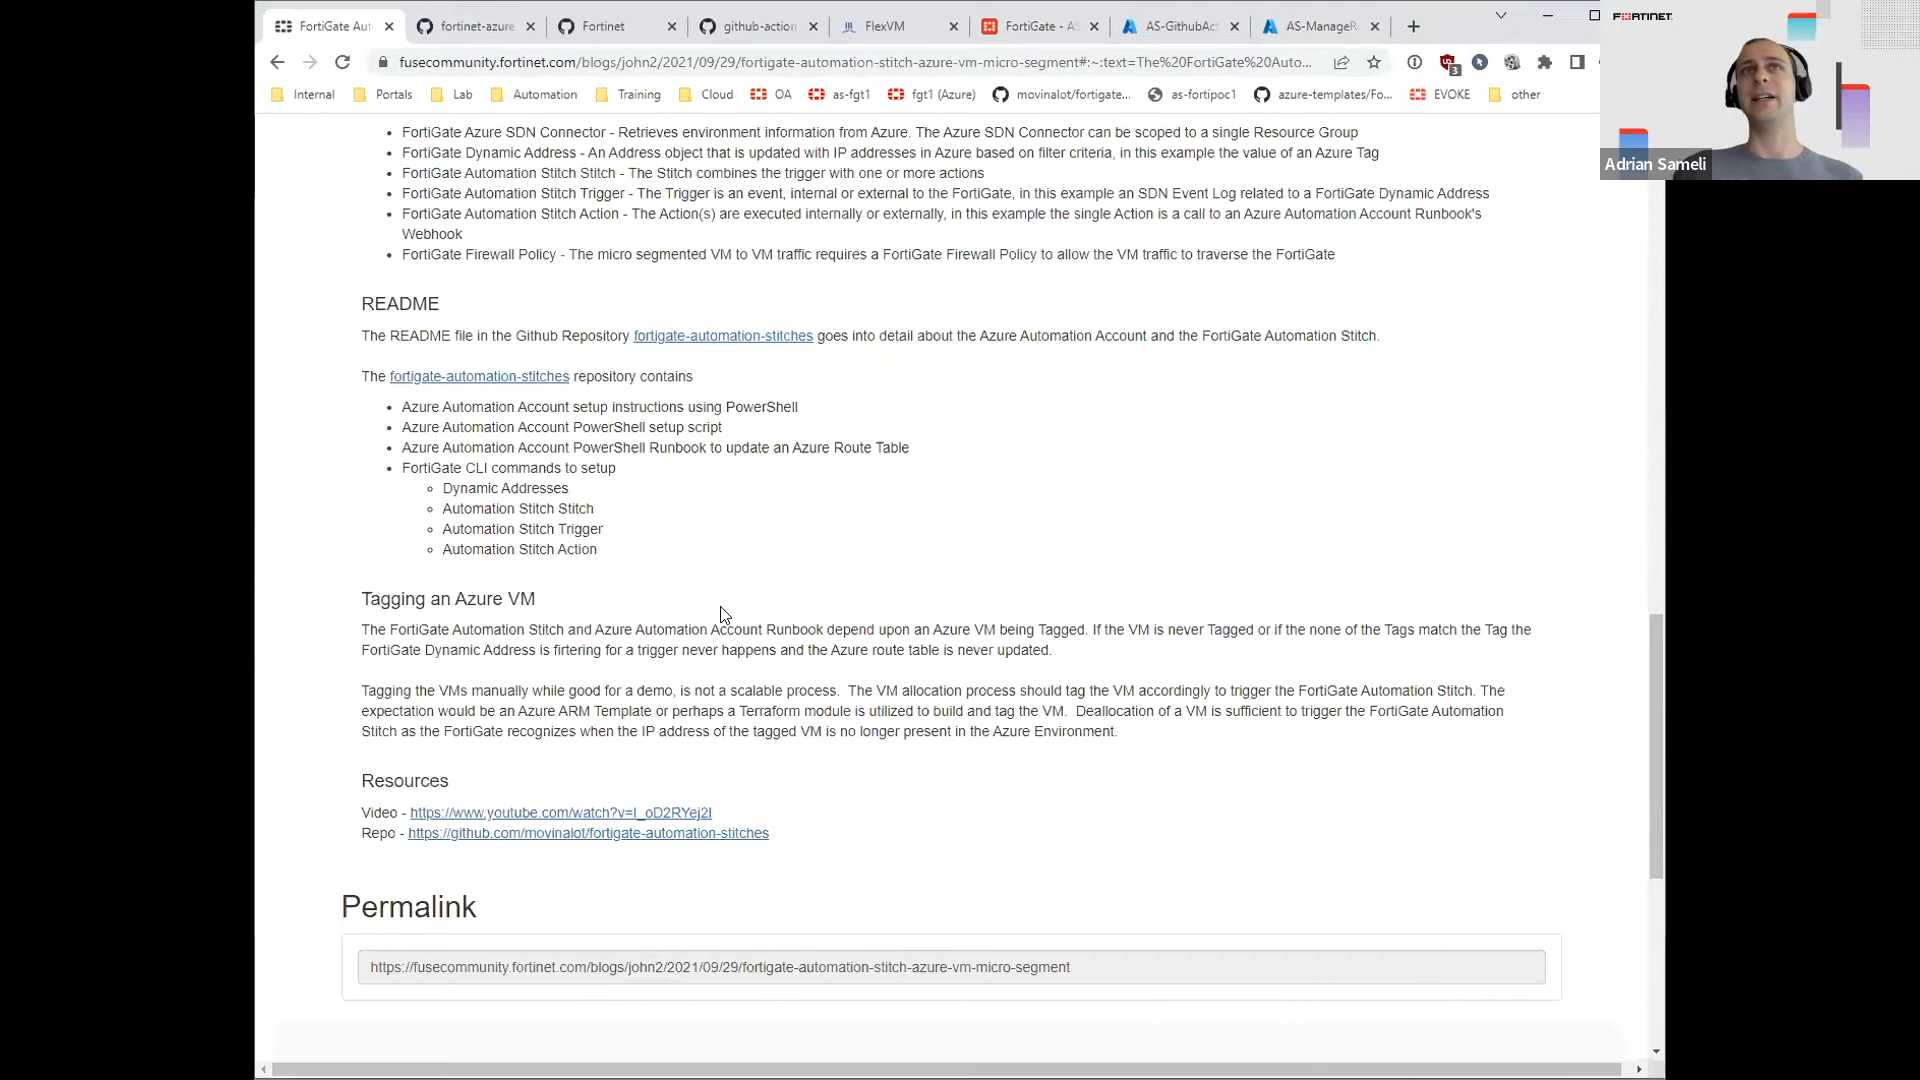 FortiGate Aut
fortinet-azure
Fortinet
github-action
FlexVM
FortiGate - AS
AS-GithubAct
AS-ManageR
fusecommunity.fortinet.com/blogs/john2/2021/09/29/fortigate-automation-stitch-azure-vm-micro-segment#:~:text=The%20FortiGate%20Auto...
3
Internal
Portals
Lab
Automation
Training
Cloud
OA
as-fgt1
fgt1 (Azure)
movinalot/fortigate...
as-fortipoc1
azure-templates/Fo...
EVOKE
other
FORTINET
Adrian Sameli
• FortiGate Azure SDN Connector - Retrieves environment information from Azure. The Azure SDN Connector can be scoped to a single Resource Group
• FortiGate Dynamic Address - An Address object that is updated with IP addresses in Azure based on filter criteria, in this example the value of an Azure Tag
• FortiGate Automation Stitch Stitch - The Stitch combines the trigger with one or more actions
• FortiGate Automation Stitch Trigger - The Trigger is an event, internal or external to the FortiGate, in this example an SDN Event Log related to a FortiGate Dynamic Address
• FortiGate Automation Stitch Action - The Action(s) are executed internally or externally, in this example the single Action is a call to an Azure Automation Account Runbook's
Webhook
• FortiGate Firewall Policy - The micro segmented VM to VM traffic requires a FortiGate Firewall Policy to allow the VM traffic to traverse the FortiGate
README
The README file in the Github Repository fortigate-automation-stitches goes into detail about the Azure Automation Account and the FortiGate Automation Stitch.
The fortigate-automation-stitches repository contains
• Azure Automation Account setup instructions using PowerShell
• Azure Automation Account PowerShell setup script
• Azure Automation Account PowerShell Runbook to update an Azure Route Table
• FortiGate CLI commands to setup
◦ Dynamic Addresses
◦ Automation Stitch Stitch
◦ Automation Stitch Trigger
◦ Automation Stitch Action
Tagging an Azure VM
The FortiGate Automation Stitch and Azure Automation Account Runbook depend upon an Azure VM being Tagged. If the VM is never Tagged or if the none of the Tags match the Tag the
FortiGate Dynamic Address is firtering for a trigger never happens and the Azure route table is never updated.
Tagging the VMs manually while good for a demo, is not a scalable process. The VM allocation process should tag the VM accordingly to trigger the FortiGate Automation Stitch. The
expectation would be an Azure ARM Template or perhaps a Terraform module is utilized to build and tag the VM. Deallocation of a VM is sufficient to trigger the FortiGate Automation
Stitch as the FortiGate recognizes when the IP address of the tagged VM is no longer present in the Azure Environment.
Resources
Video - https://www.youtube.com/watch?v=I_oD2RYej2I
Repo - https://github.com/movinalot/fortigate-automation-stitches
Permalink
https://fusecommunity.fortinet.com/blogs/john2/2021/09/29/fortigate-automation-stitch-azure-vm-micro-segment